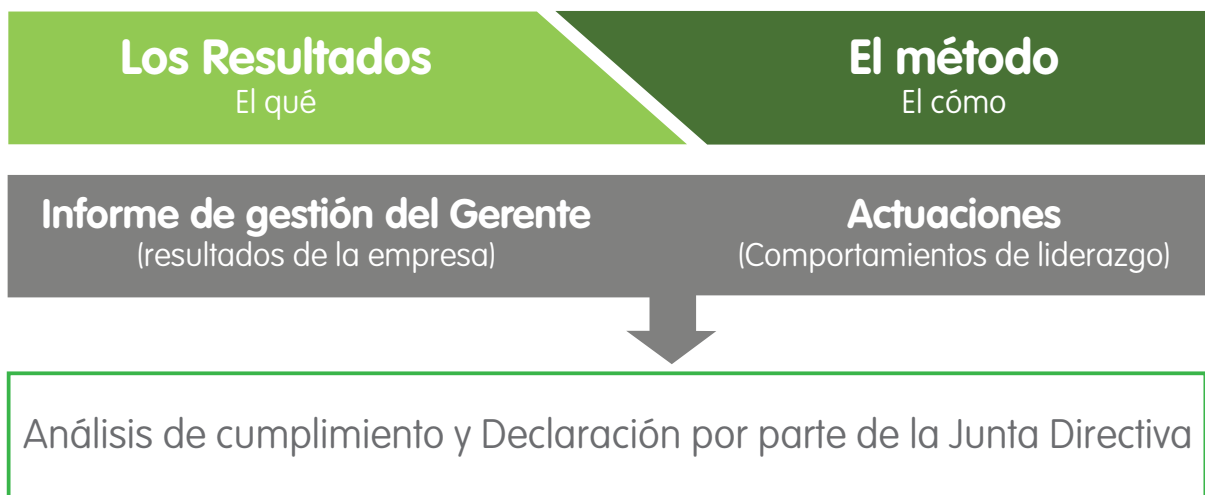 Los Resultados
El qué
El método
El cómo
Informe de gestión del Gerente
(resultados de la empresa)
Actuaciones
(Comportamientos de liderazgo)
Análisis de cumplimiento y Declaración por parte de la Junta Directiva